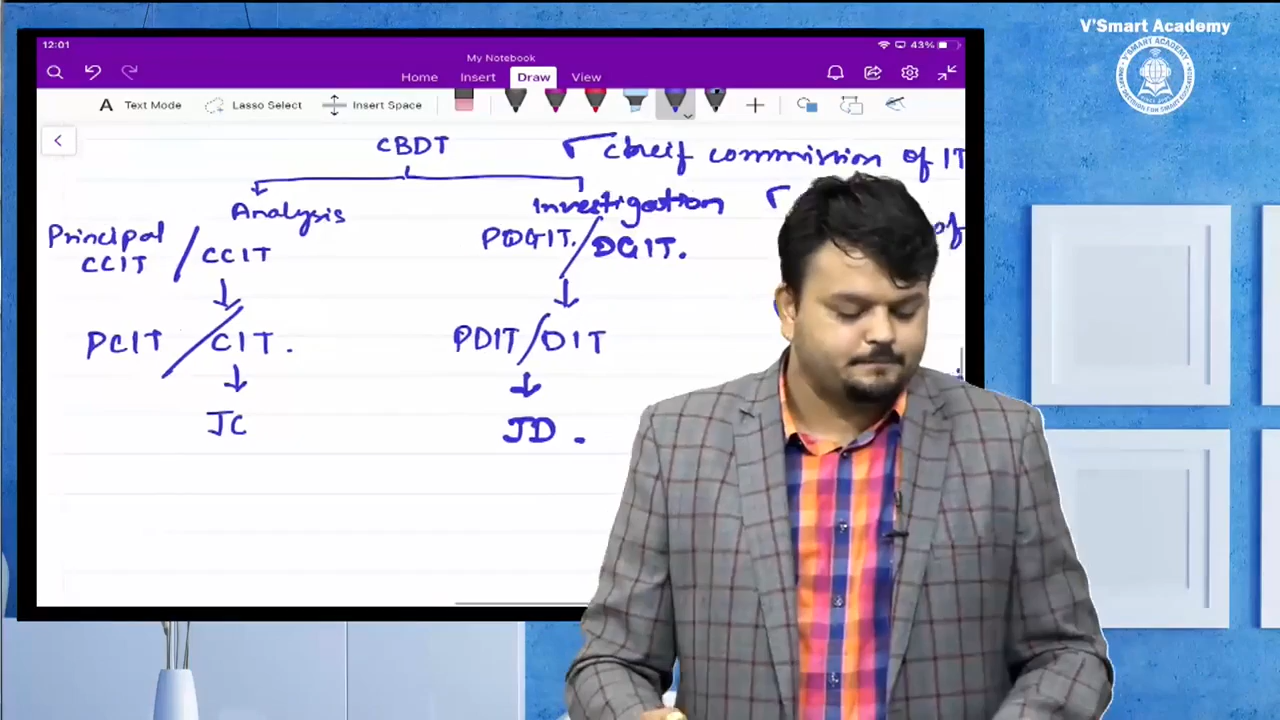 V'Smart Academy
12:01
43%
My Notebook
Home Insert Draw View
A Text Mode Lasso Select Insert Space
CBDT
Analysis
Investigation
Principal CCIT / CCIT
PDGIT. / DGIT.
PCIT / CIT.
PDIT / DIT
JC
JD.
commission of IT
of